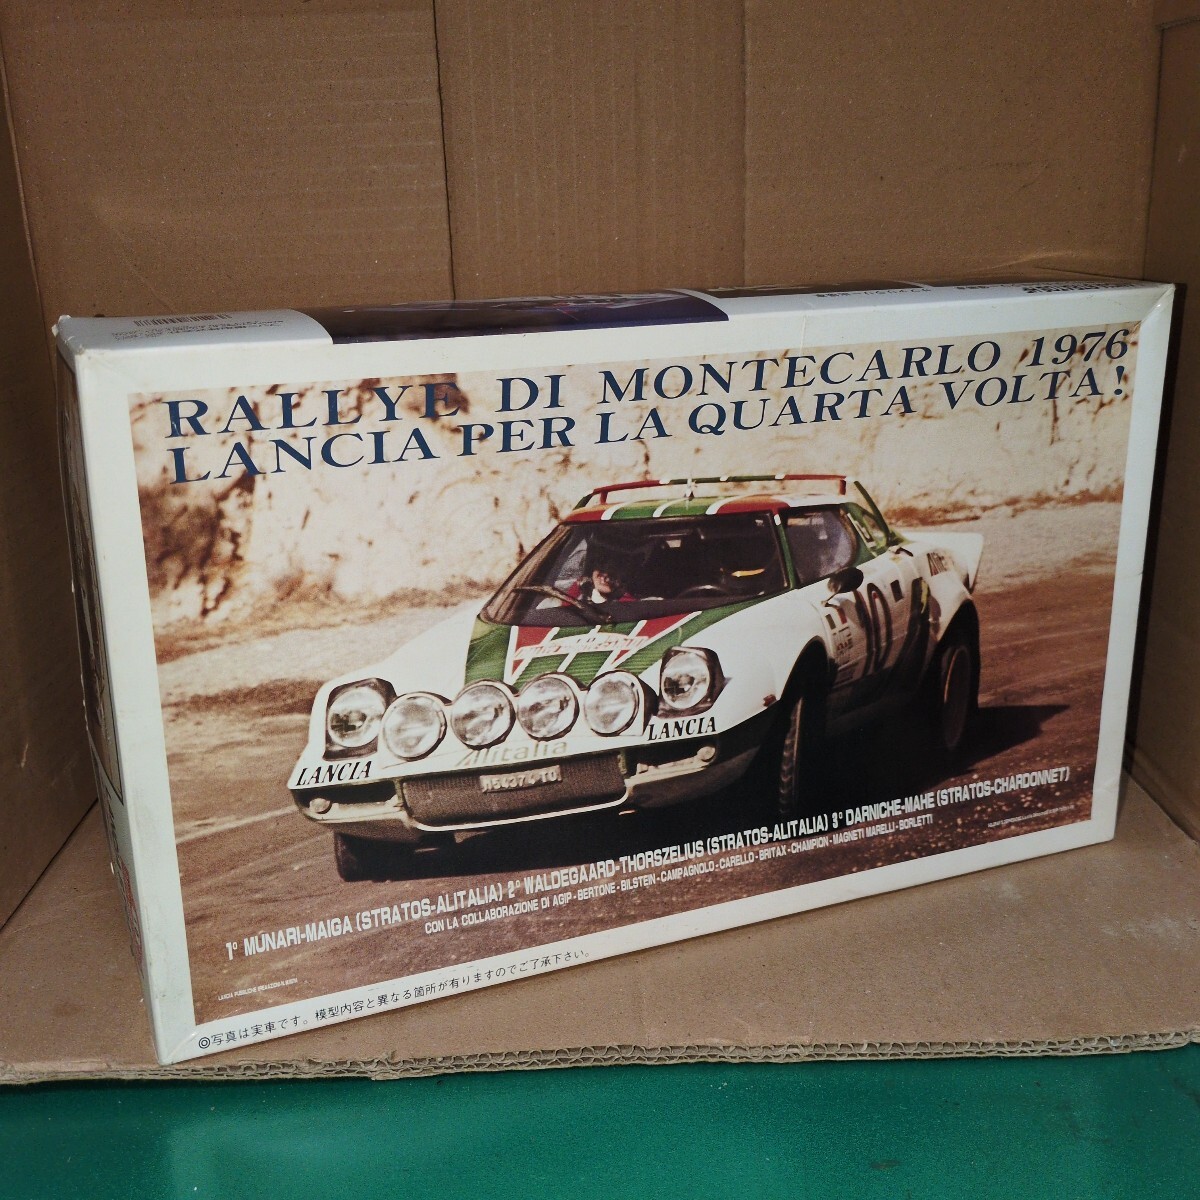 RALLYE DI MONTECARLO 1976
LANCIA PER LA QUARTA VOLTA!
10
LANCIA
LANCIA
Alitalia
N54374 TO
1° MUNARI-MAIGA (STRATOS-ALITALIA) 2° WALDEGAARD-THORSZELIUS (STRATOS-ALITALIA) 3° DARNICHE-MAHE (STRATOS-CHARDONNET)
CON LA COLLABORAZIONE DI AGIP-BERTONE-BILSTEIN-CAMPAGNOLO-CARELLO-BRITAX-CHAMPION-MAGNETI MARELLI-BORLETTI
◎写真は実車です。模型内容と異なる箇所が有りますのでご了承下さい。